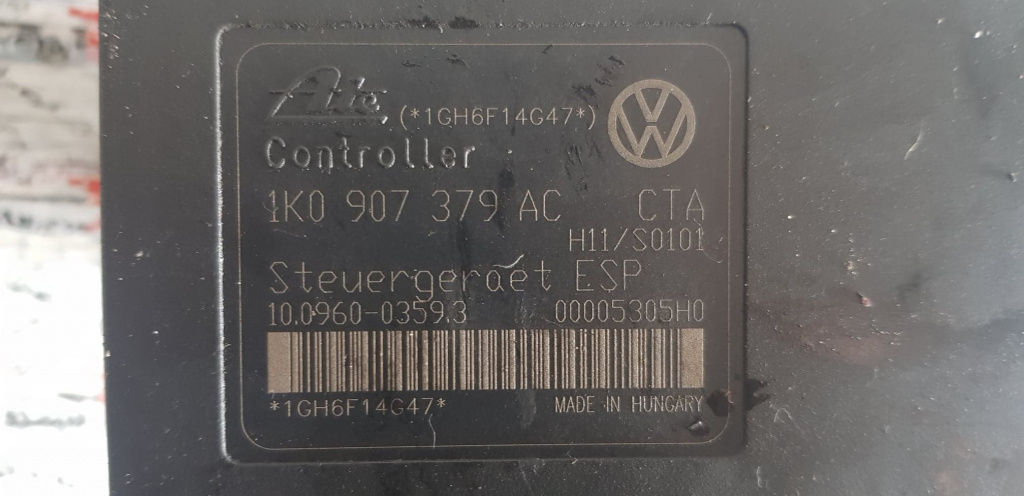 Ate (*1GH6F14G47*)
Controller
1K0 907 379 AC CTA
H11/S0101
Steuergeraet ESP
10.0960-0359.3 00005305H0
*1GH6F14G47* MADE IN HUNGARY